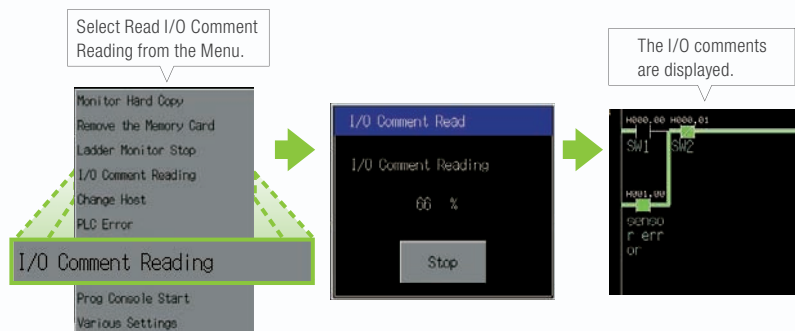 Select Read I/O Comment
Reading from the Menu.
Monitor Hard Copy
Remove the Memory Card
Ladder Monitor Stop
I/O Comment Reading
Change Host
PLC Error
I/O Comment Reading
Prog Console Start
Various Settings
I/O Comment Read
I/O Comment Reading
66 %
Stop
The I/O comments
are displayed.
H000.00 H000.01
SW1 SW2
H001.00
senso
r err
or